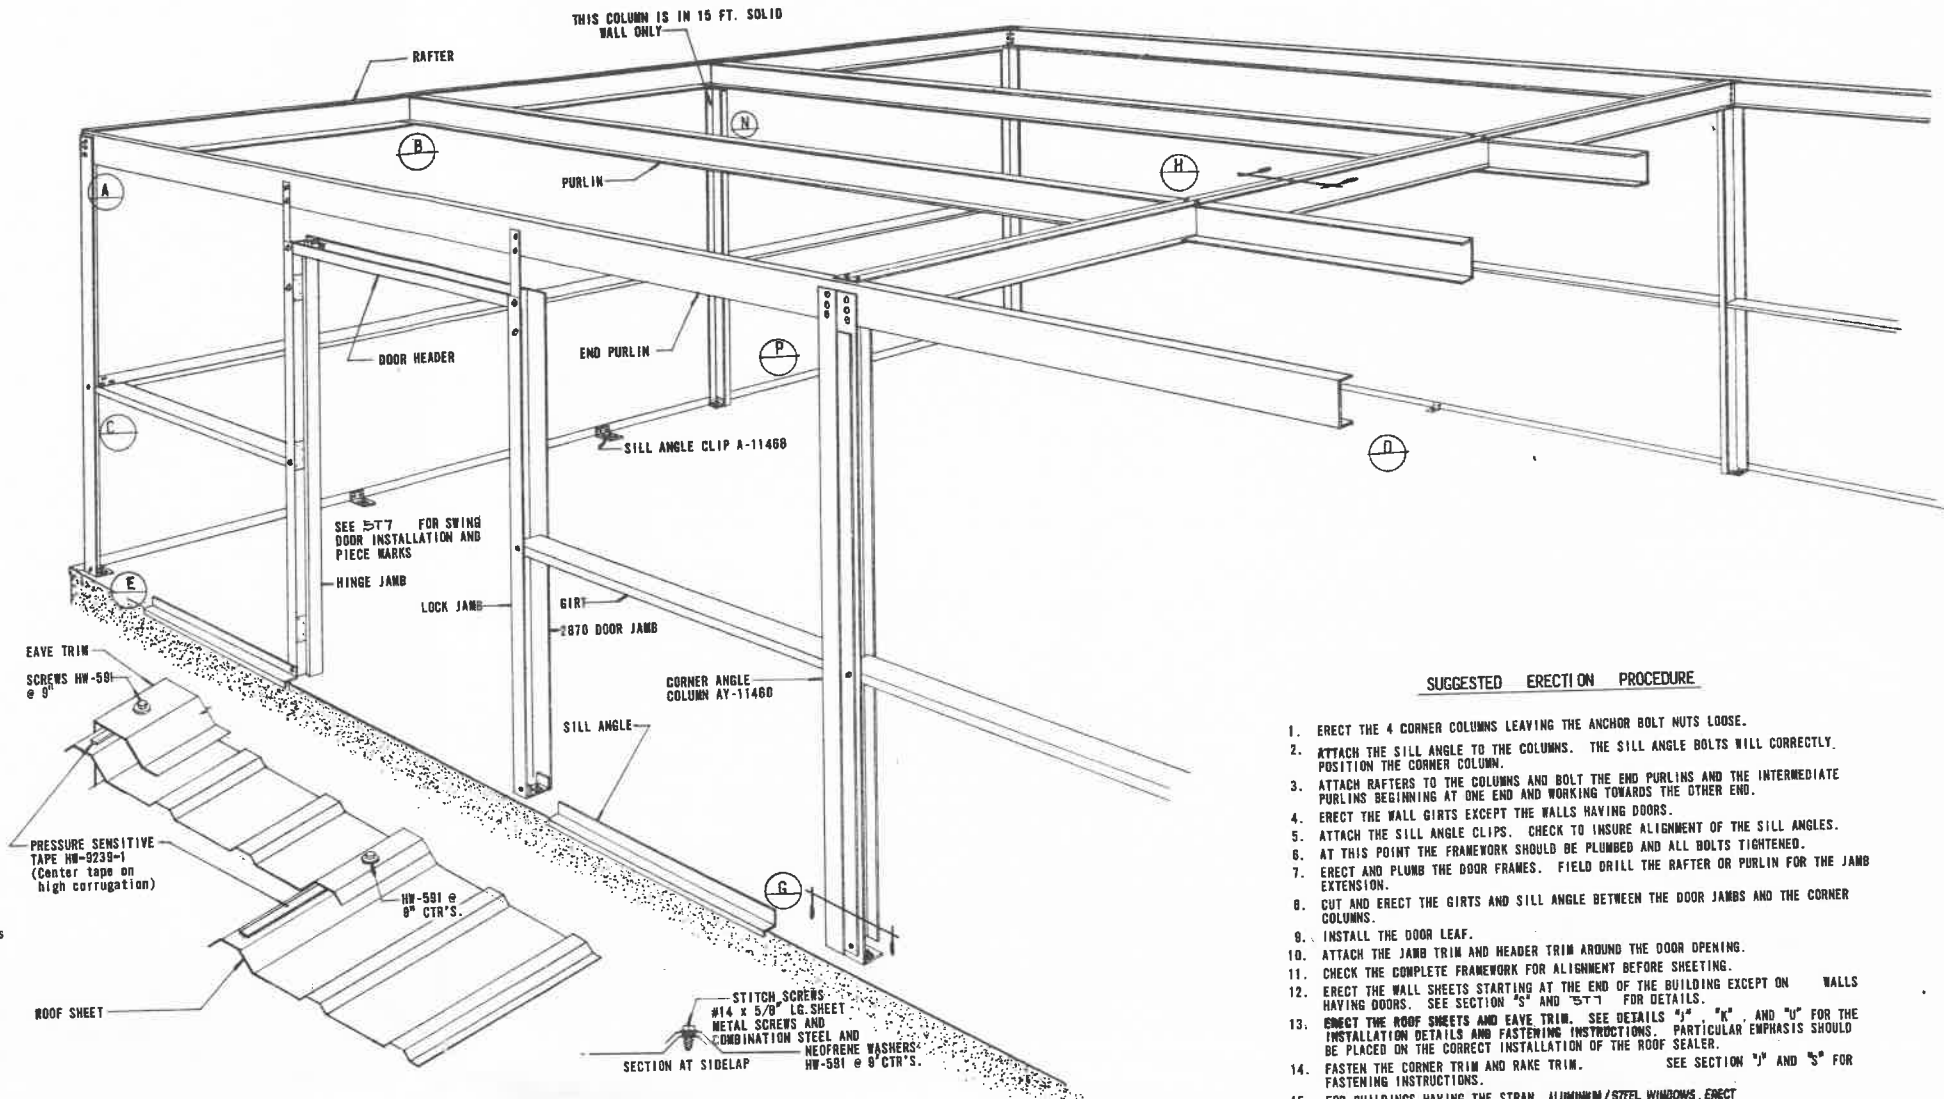 THIS COLUMN IS IN 15 FT. SOLID
WALL ONLY
RAFTER
N
B
H
A
PURLIN
DOOR HEADER
END PURLIN
P
C
SILL ANGLE CLIP A-11468
D
SEE 5T7 FOR SWING
DOOR INSTALLATION AND
PIECE MARKS
E
HINGE JAMB
LOCK JAMB
GIRT
2870 DOOR JAMB
EAVE TRIM
SCREWS HW-591
@ 9"
CORNER ANGLE
COLUMN AY-11460
SILL ANGLE
PRESSURE SENSITIVE
TAPE HW-9239-1
(Center tape on
high corrugation)
HW-591 @
9" CTR'S.
G
ROOF SHEET
STITCH SCREWS
#14 x 5/8" LG. SHEET
METAL SCREWS AND
COMBINATION STEEL AND
NEOFRENE WASHERS
HW-591 @ 9" CTR'S.
SECTION AT SIDELAP
SUGGESTED ERECTION PROCEDURE
1. ERECT THE 4 CORNER COLUMNS LEAVING THE ANCHOR BOLT NUTS LOOSE.
2. ATTACH THE SILL ANGLE TO THE COLUMNS. THE SILL ANGLE BOLTS WILL CORRECTLY
POSITION THE CORNER COLUMN.
3. ATTACH RAFTERS TO THE COLUMNS AND BOLT THE END PURLINS AND THE INTERMEDIATE
PURLINS BEGINNING AT ONE END AND WORKING TOWARDS THE OTHER END.
4. ERECT THE WALL GIRTS EXCEPT THE WALLS HAVING DOORS.
5. ATTACH THE SILL ANGLE CLIPS. CHECK TO INSURE ALIGNMENT OF THE SILL ANGLES.
6. AT THIS POINT THE FRAMEWORK SHOULD BE PLUMBED AND ALL BOLTS TIGHTENED.
7. ERECT AND PLUMB THE DOOR FRAMES. FIELD DRILL THE RAFTER OR PURLIN FOR THE JAMB
EXTENSION.
8. CUT AND ERECT THE GIRTS AND SILL ANGLE BETWEEN THE DOOR JAMBS AND THE CORNER
COLUMNS.
9. INSTALL THE DOOR LEAF.
10. ATTACH THE JAMB TRIM AND HEADER TRIM AROUND THE DOOR OPENING.
11. CHECK THE COMPLETE FRAMEWORK FOR ALIGNMENT BEFORE SHEETING.
12. ERECT THE WALL SHEETS STARTING AT THE END OF THE BUILDING EXCEPT ON WALLS
HAVING DOORS. SEE SECTION "S" AND 5T7 FOR DETAILS.
13. ERECT THE ROOF SHEETS AND EAVE TRIM. SEE DETAILS "J", "K", AND "U" FOR THE
INSTALLATION DETAILS AND FASTENING INSTRUCTIONS. PARTICULAR EMPHASIS SHOULD
BE PLACED ON THE CORRECT INSTALLATION OF THE ROOF SEALER.
14. FASTEN THE CORNER TRIM AND RAKE TRIM. SEE SECTION "J" AND "S" FOR
FASTENING INSTRUCTIONS.
15. FOR BUILDINGS HAVING THE STRAN ALUMINUM/STEEL WINDOWS, ERECT